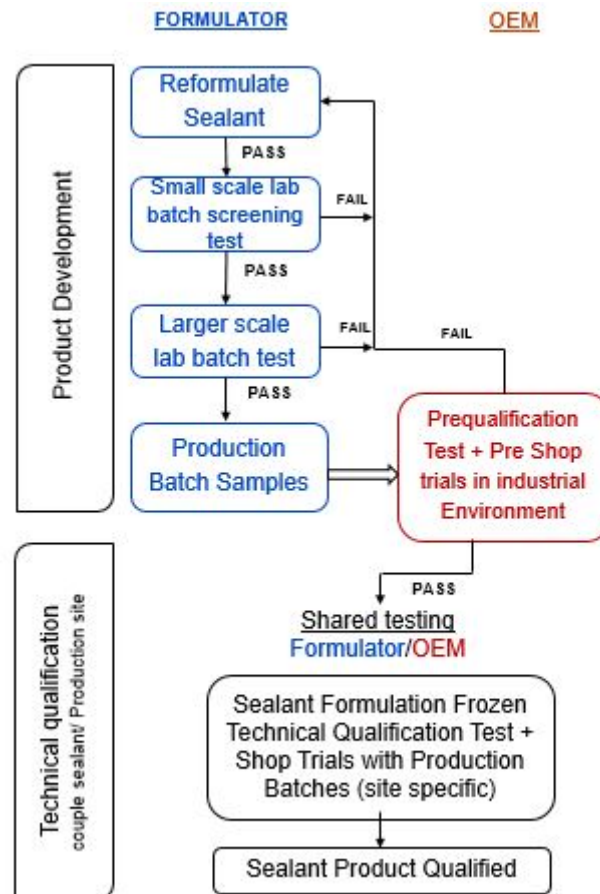 FORMULATOR
OEM
Product Development
Reformulate
Sealant
PASS
Small scale lab
batch screening
test
FAIL
PASS
Larger scale
lab batch test
FAIL
FAIL
PASS
Production
Batch Samples
Prequalification
Test + Pre Shop
trials in industrial
Environment
PASS
Technical qualification
couple sealant/ Production site
Shared testing
Formulator/OEM
Sealant Formulation Frozen
Technical Qualification Test +
Shop Trials with Production
Batches (site specific)
Sealant Product Qualified